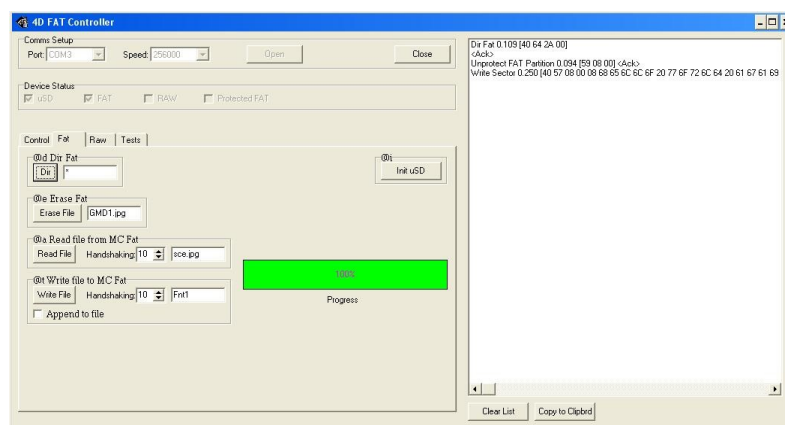 4D FAT Controller
Comms Setup
Port: COM3 Speed: 256000 Open Close
Device Status
uSD FAT RAW Protected FAT
Control Fat Raw Tests
@d Dir Fat
Dir *
@i
Init uSD
@e Erase Fat
Erase File GMD1.jpg
@a Read file from MC Fat
Read File Handshaking: 10 sce.jpg
@t Write file to MC Fat
Write File Handshaking: 10 Fnt1
Append to file
100%
Progress
Dir Fat 0.109 [40 64 2A 00]
<Ack>
Unprotect FAT Partition 0.094 [59 08 00] <Ack>
Write Sector 0.250 [40 57 08 00 08 68 65 6C 6C 6F 20 77 6F 72 6C 64 20 61 67 61 69
Clear List Copy to Clipbrd